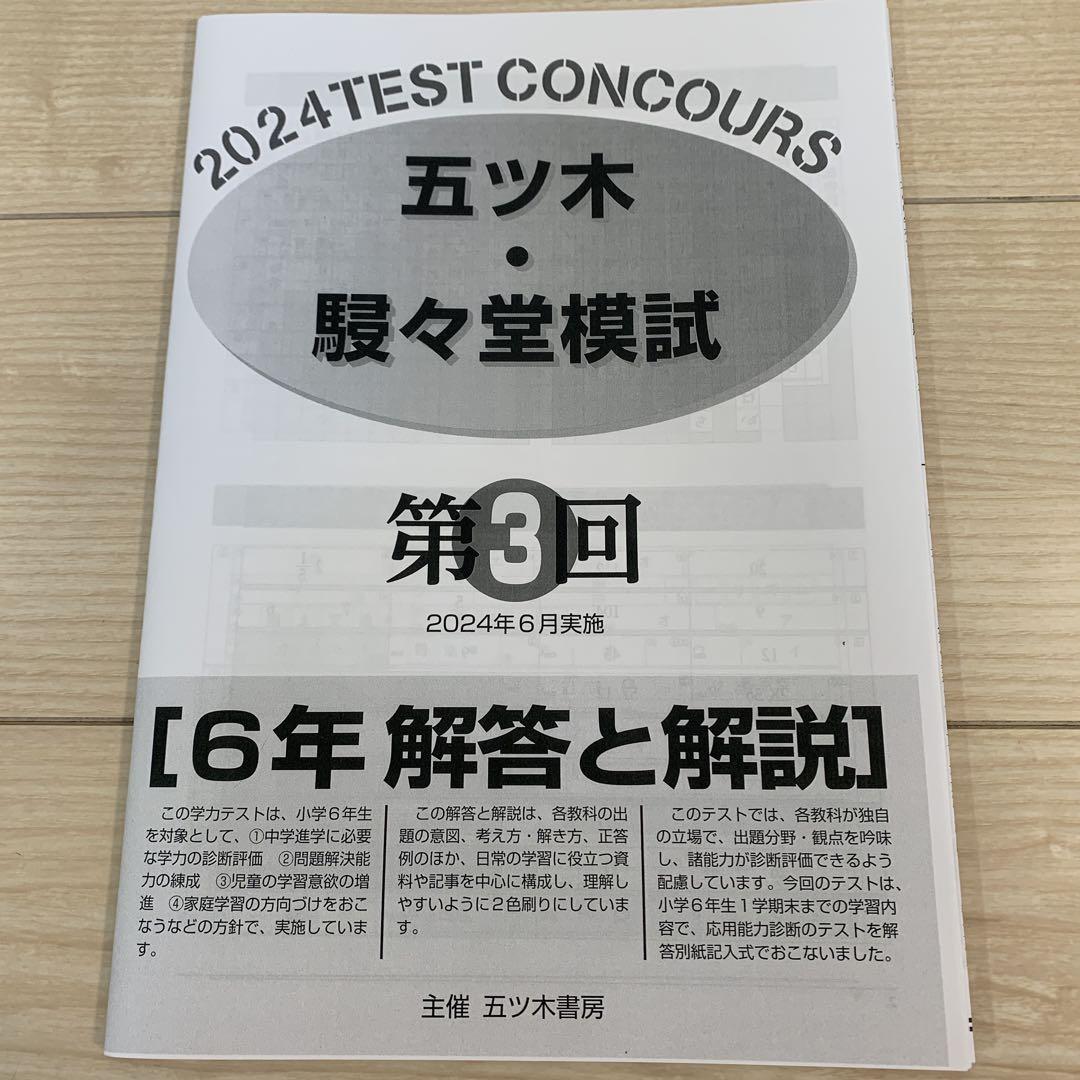 2024TEST CONCOURS
五ツ木
・
駸々堂模試
第3回
2024年6月実施
[6年 解答と解説]
この学力テストは、小学6年生
を対象として、①中学進学に必要
な学力の診断評価 ②問題解決能
力の練成 ③児童の学習意欲の増
進 ④家庭学習の方向づけをおこ
なうなどの方針で、実施していま
す。
この解答と解説は、各教科の出
題の意図、考え方・解き方、正答
例のほか、日常の学習に役立つ資
料や記事を中心に構成し、理解し
やすいように2色刷りにしていま
す。
このテストでは、各教科が独自
の立場で、出題分野・観点を吟味
し、諸能力が診断評価できるよう
配慮しています。今回のテストは、
小学6年生1学期末までの学習内
容で、応用能力診断のテストを解
答別紙記入式でおこないました。
主催 五ツ木書房